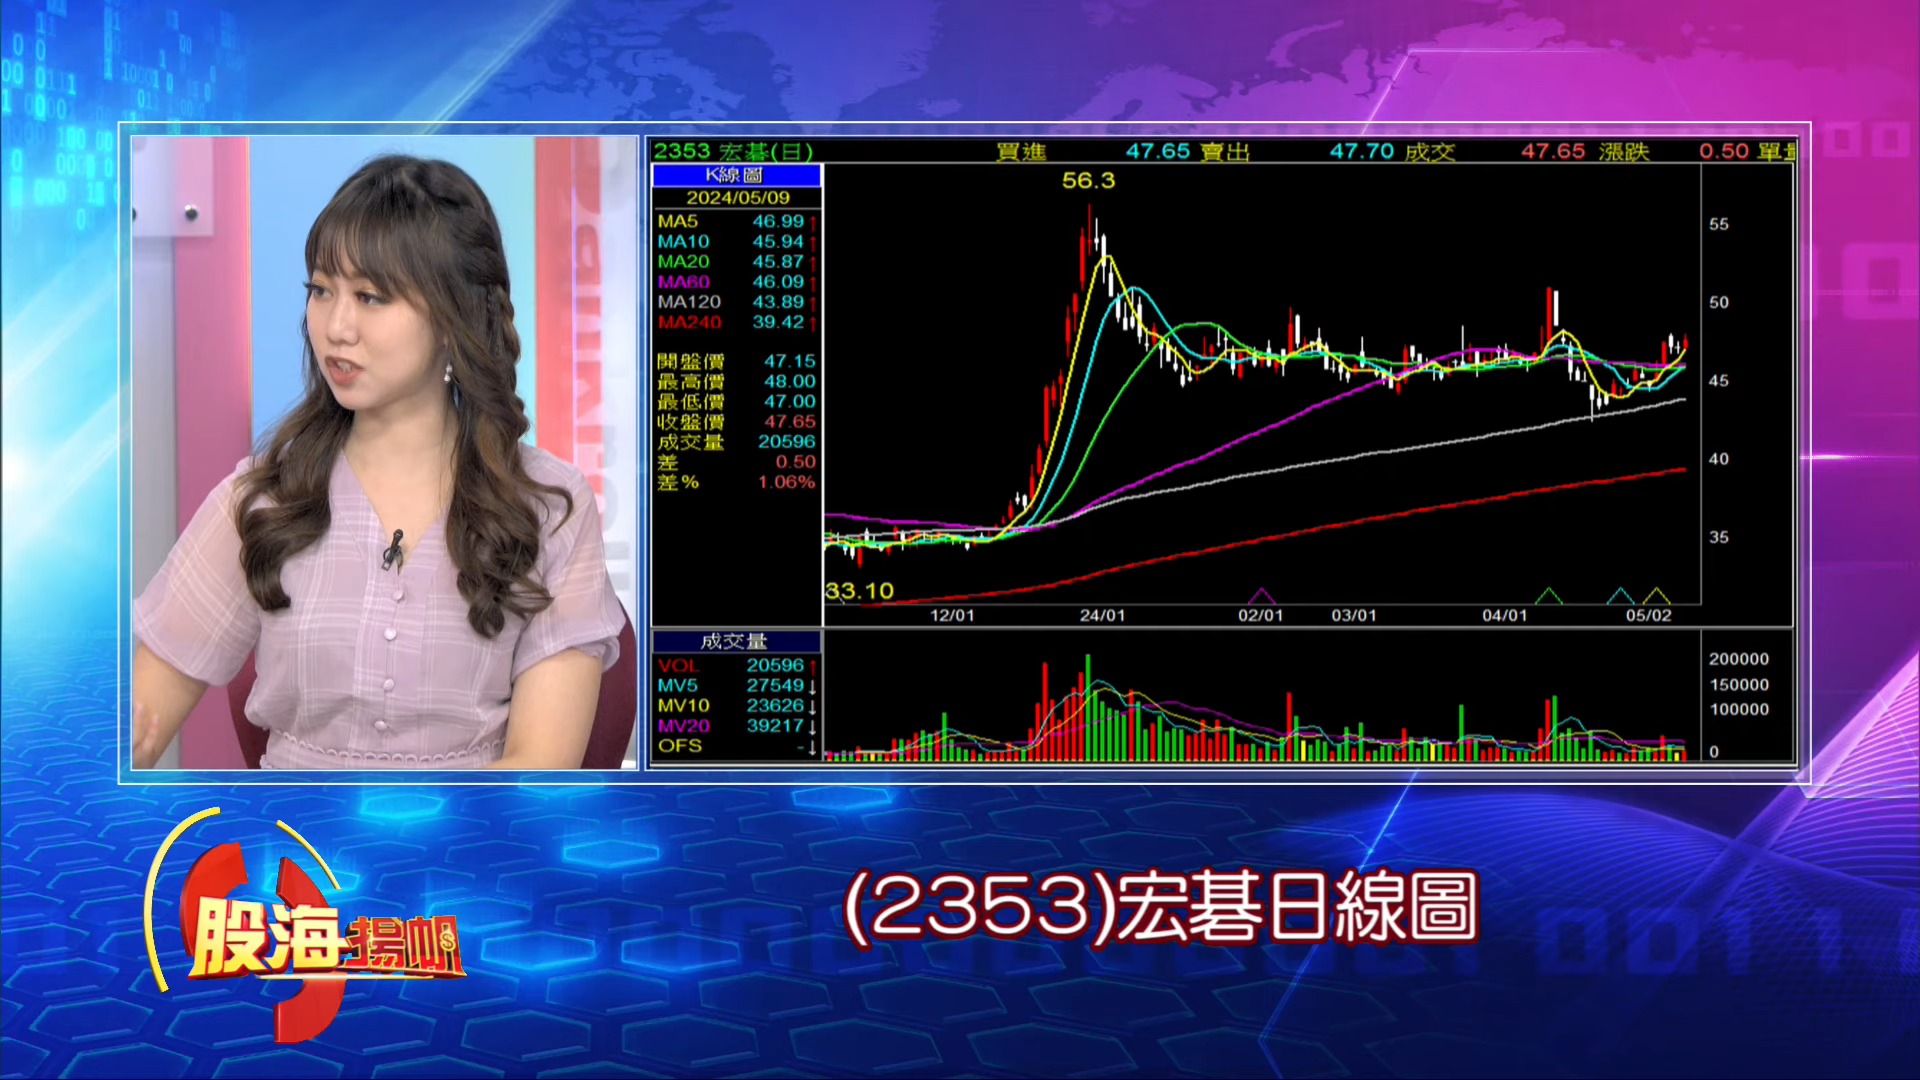 2353 宏碁(日) 買進 47.65 賣出 47.70 成交 47.65 漲跌 0.50 單量
K線圖
2024/05/09
MA5 46.99↑
MA10 45.94↑
MA20 45.87↑
MA60 46.09↑
MA120 43.89↑
MA240 39.42↑
開盤價 47.15
最高價 48.00
最低價 47.00
收盤價 47.65
成交量 20596
差 0.50
差% 1.06%
56.3
33.10
55
50
45
40
35
12/01 24/01 02/01 03/01 04/01 05/02
成交量
VOL 20596↑
MV5 27549↓
MV10 23626↓
MV20 39217↓
OFS -↓
200000
150000
100000
0
股海揚帆
(2353)宏碁日線圖